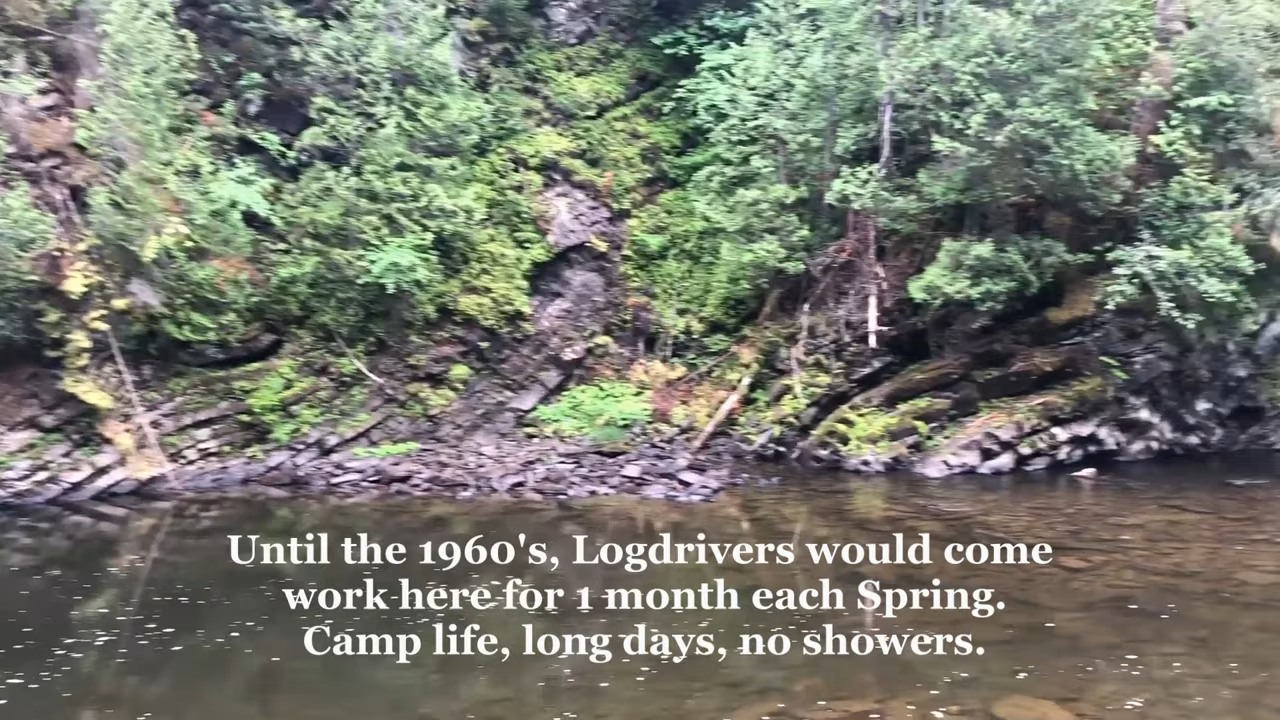 Until the 1960's, Logdrivers would come
work here for 1 month each Spring.
Camp life, long days, no showers.